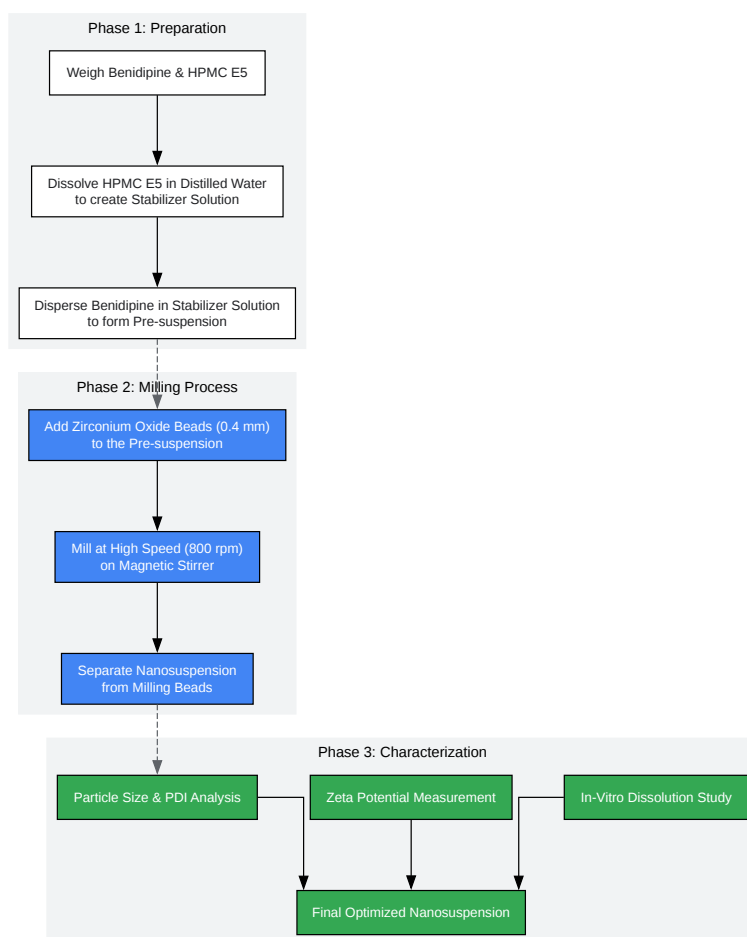 Phase 1: Preparation
Weigh Benidipine & HPMC E5
Dissolve HPMC E5 in Distilled Water
to create Stabilizer Solution
Disperse Benidipine in Stabilizer Solution
to form Pre-suspension
Phase 2: Milling Process
Add Zirconium Oxide Beads (0.4 mm)
to the Pre-suspension
Mill at High Speed (800 rpm)
on Magnetic Stirrer
Separate Nanosuspension
from Milling Beads
Phase 3: Characterization
Particle Size & PDI Analysis
Zeta Potential Measurement
In-Vitro Dissolution Study
Final Optimized Nanosuspension